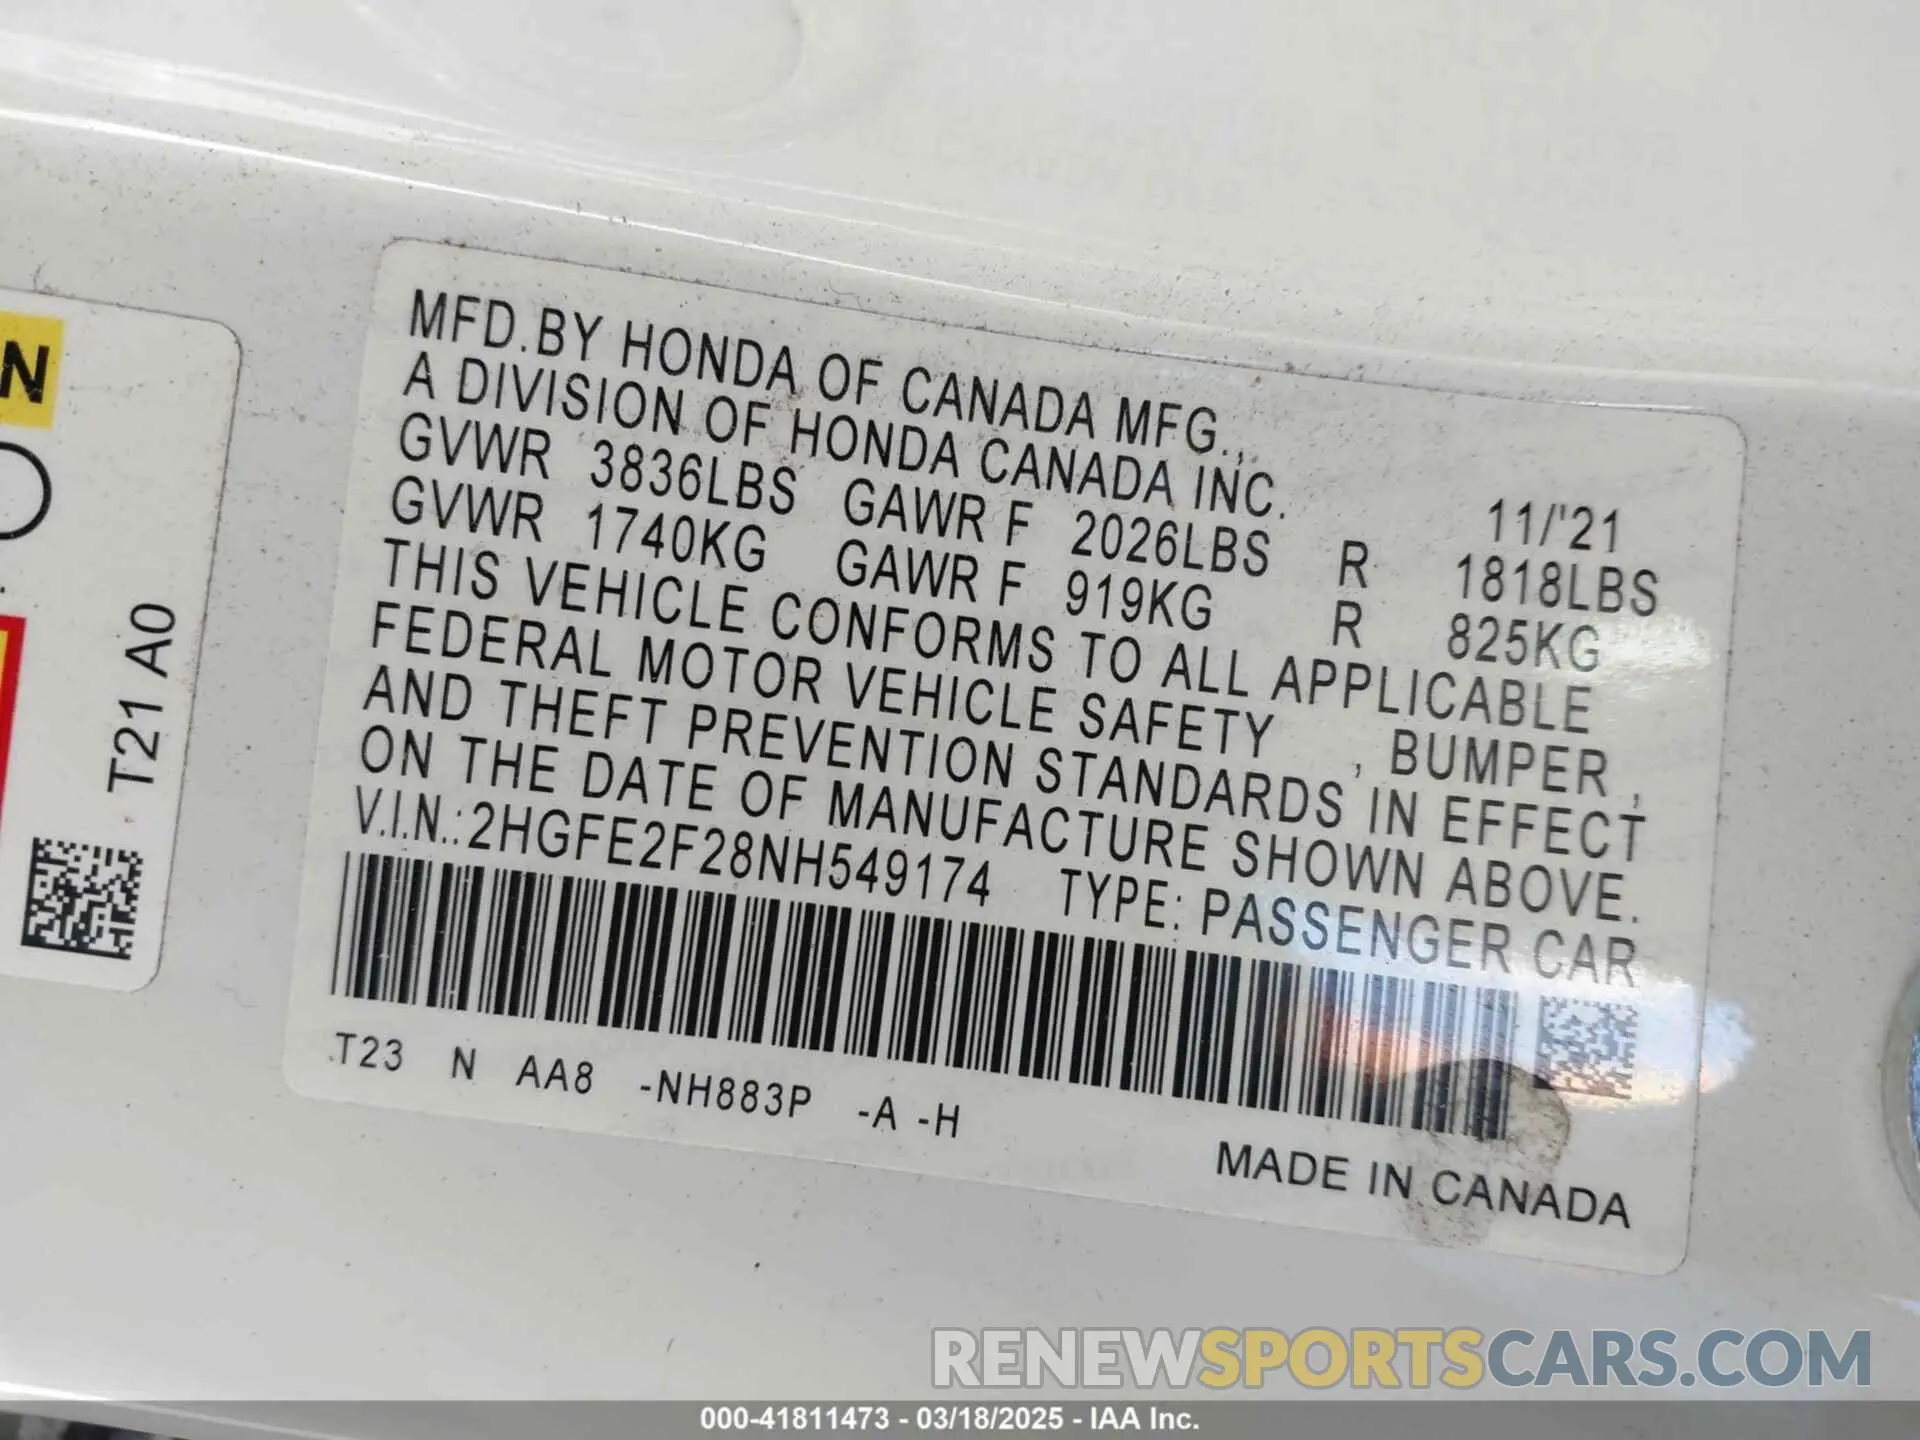 MFD.BY HONDA OF CANADA MFG.,
A DIVISION OF HONDA CANADA INC. 11/'21
GVWR 3836LBS GAWR F 2026LBS R 1818LBS
GVWR 1740KG GAWR F 919KG R 825KG
THIS VEHICLE CONFORMS TO ALL APPLICABLE
FEDERAL MOTOR VEHICLE SAFETY , BUMPER ,
AND THEFT PREVENTION STANDARDS IN EFFECT
ON THE DATE OF MANUFACTURE SHOWN ABOVE.
V.I.N.:2HGFE2F28NH549174 TYPE: PASSENGER CAR
T23 N AA8 -NH883P -A -H
MADE IN CANADA
N
T21 A0
RENEWSPORTSCARS.COM
000-41811473 - 03/18/2025 - IAA Inc.